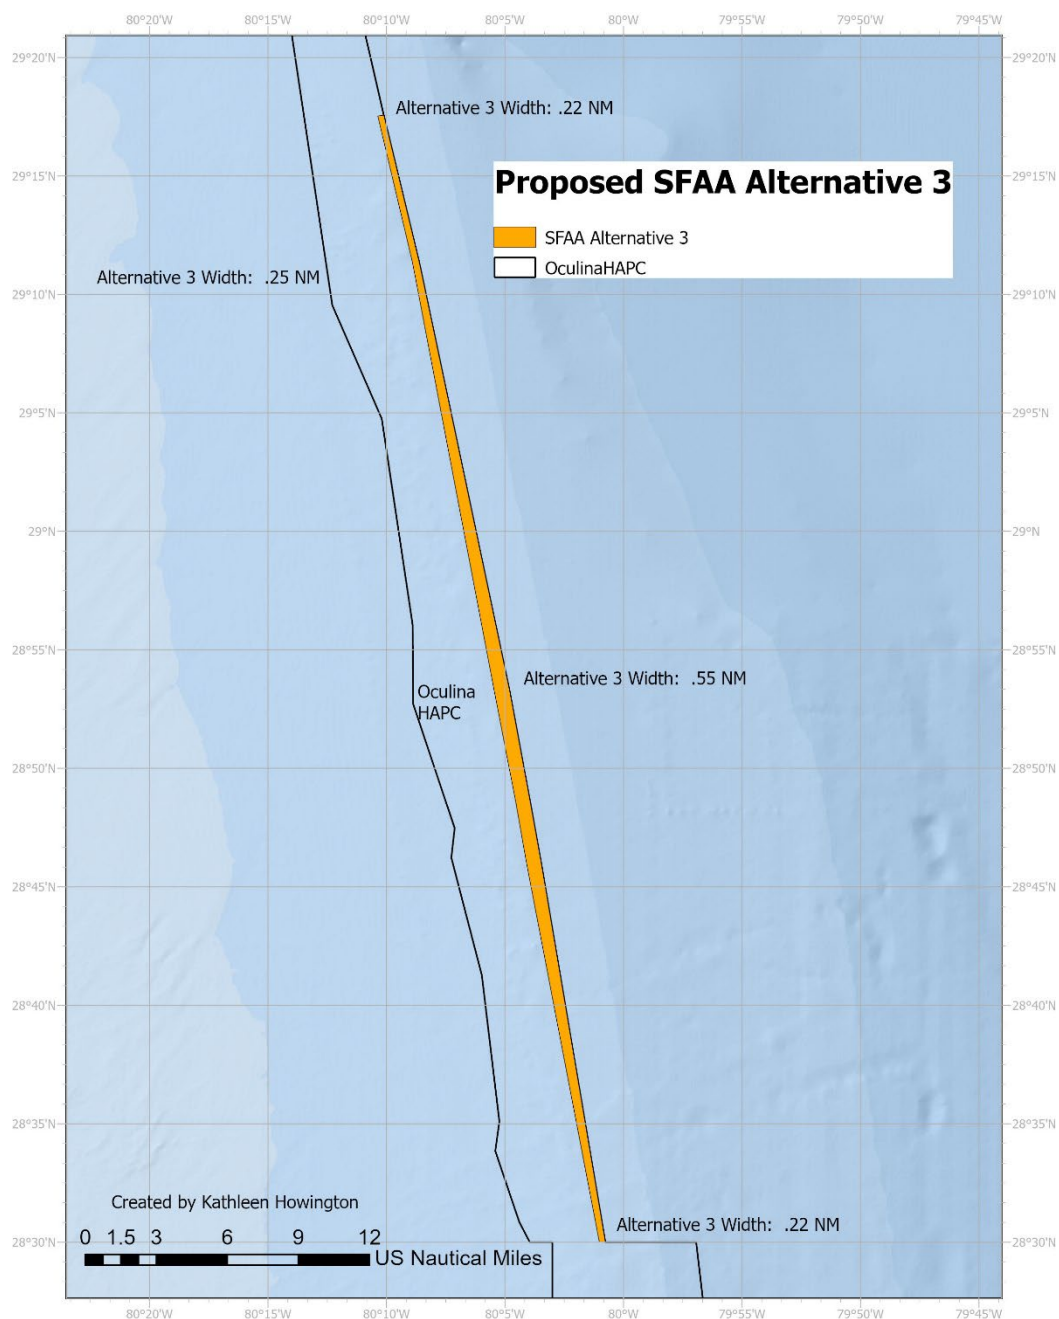 80°20'W 80°15'W 80°10'W 80°5'W 80°W 79°55'W 79°50'W 79°45'W
29°20'N 29°20'N
Alternative 3 Width: .22 NM
Proposed SFAA Alternative 3
29°15'N 29°15'N
SFAA Alternative 3
OculinaHAPC
Alternative 3 Width: .25 NM
29°10'N 29°10'N
29°5'N 29°5'N
29°N 29°N
28°55'N 28°55'N
Alternative 3 Width: .55 NM
Oculina
HAPC
28°50'N 28°50'N
28°45'N 28°45'N
28°40'N 28°40'N
28°35'N 28°35'N
Created by Kathleen Howington
Alternative 3 Width: .22 NM
0 1.5 3 6 9 12
28°30'N 28°30'N
US Nautical Miles
80°20'W 80°15'W 80°10'W 80°5'W 80°W 79°55'W 79°50'W 79°45'W